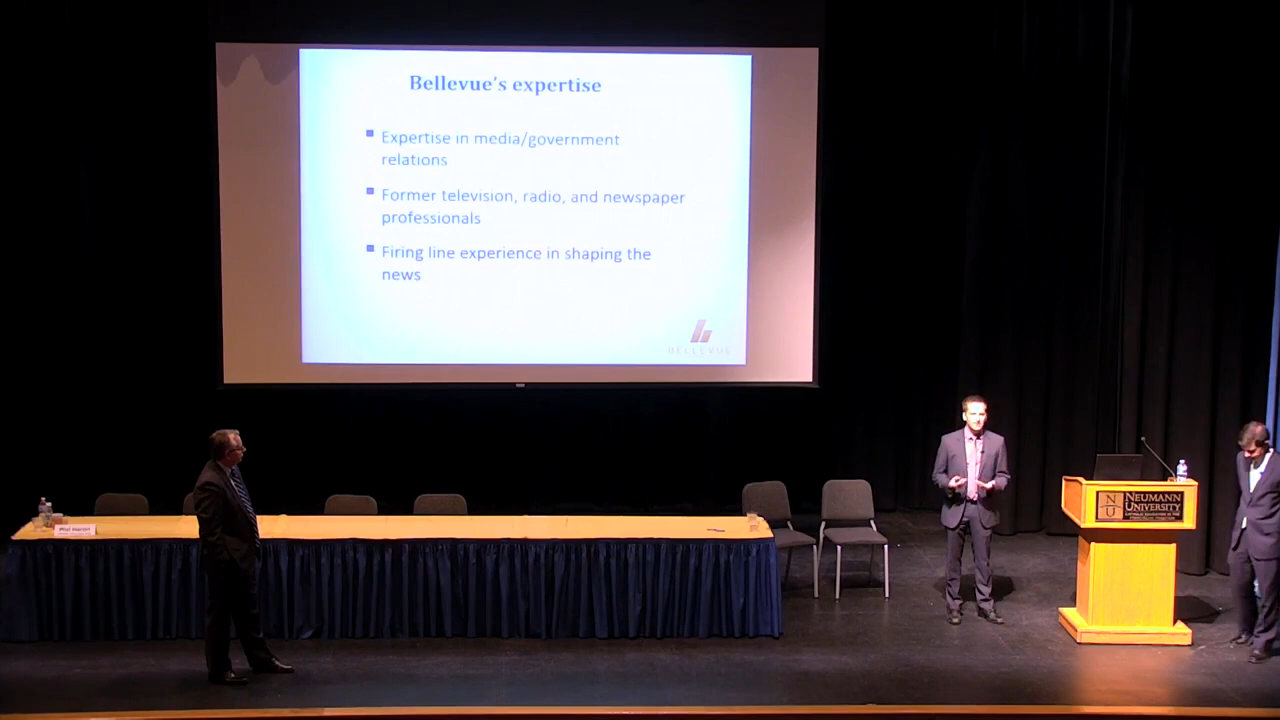 Bellevue's expertise
Expertise in media/government
relations
Former television, radio, and newspaper
professionals
Firing line experience in shaping the
news
BELLEVUE
NU
NEUMANN
UNIVERSITY